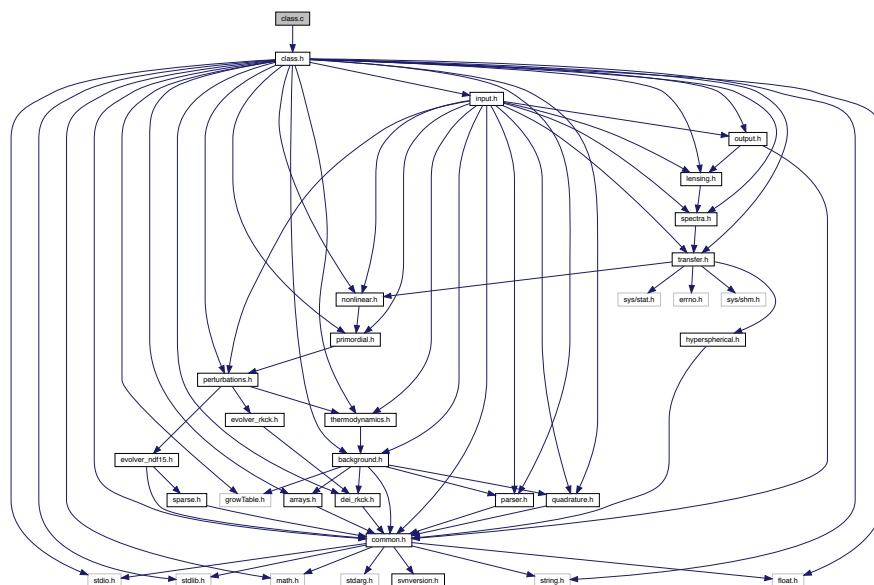 class.c
class.h
input.h
output.h
lensing.h
spectra.h
transfer.h
nonlinear.h
sys/stat.h
errno.h
sys/shm.h
primordial.h
hyperspherical.h
perturbations.h
evolver_rkck.h
thermodynamics.h
evolver_ndf15.h
background.h
sparse.h
growTable.h
arrays.h
dei_rkck.h
parser.h
quadrature.h
common.h
stdio.h
stdlib.h
math.h
stdarg.h
svnversion.h
string.h
float.h